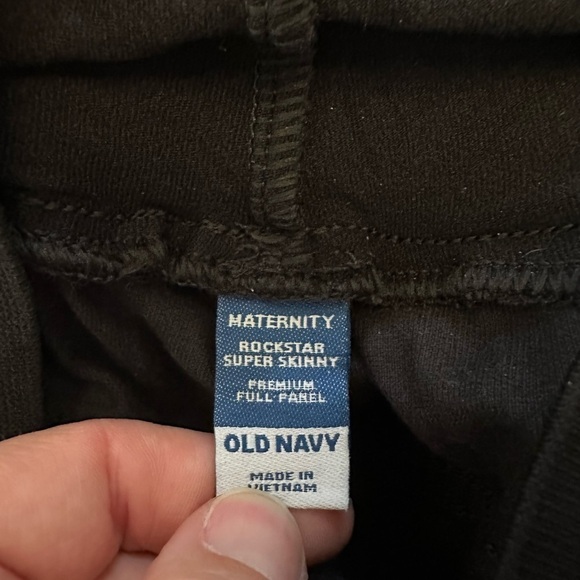 MATERNITY
ROCKSTAR
SUPER SKINNY
PREMIUM
FULL PANEL
OLD NAVY
MADE IN
VIETNAM